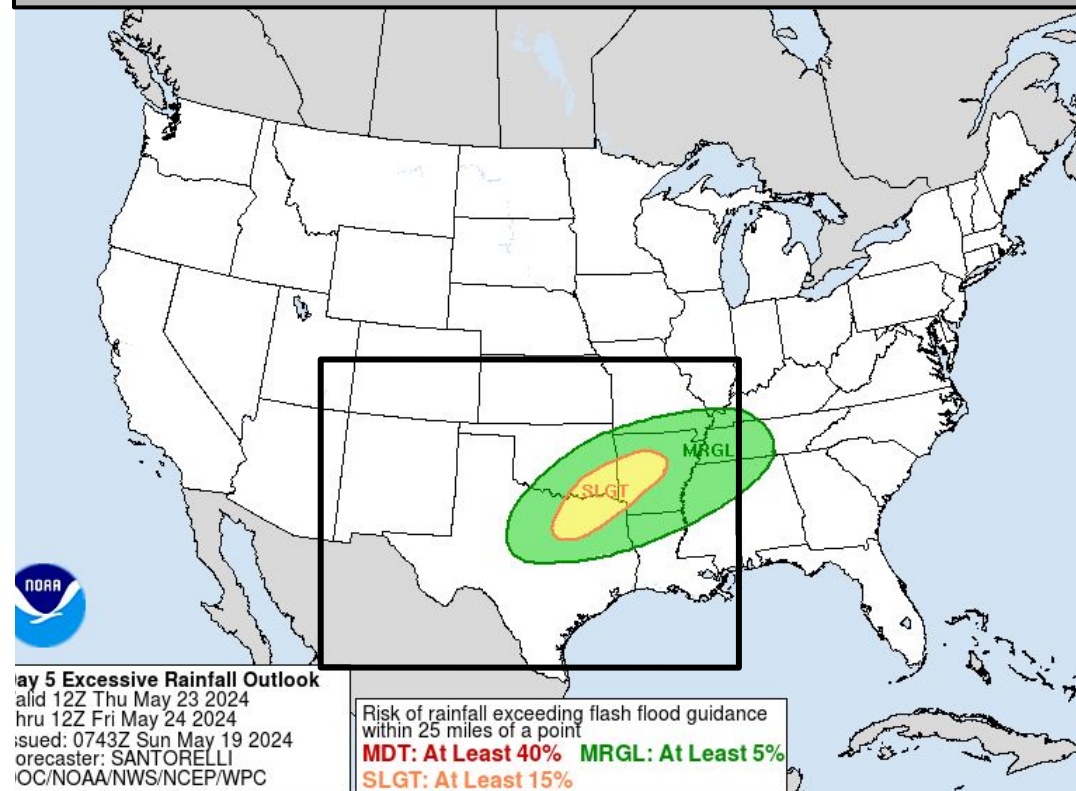 MRGL
SLGT
NOAA
ay 5 Excessive Rainfall Outlook
alid 12Z Thu May 23 2024
hru 12Z Fri May 24 2024
ssued: 0743Z Sun May 19 2024
orecaster: SANTORELLI
OC/NOAA/NWS/NCEP/WPC
Risk of rainfall exceeding flash flood guidance
within 25 miles of a point
MDT: At Least 40% MRGL: At Least 5%
SLGT: At Least 15%